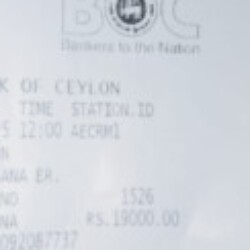 BOC
Bankers to the Nation
K OF CEYLON
TIME STATION.ID
5 12:00 AECRM1
N
ANA EH.
NO 1526
NA RS.19000.00
092087737